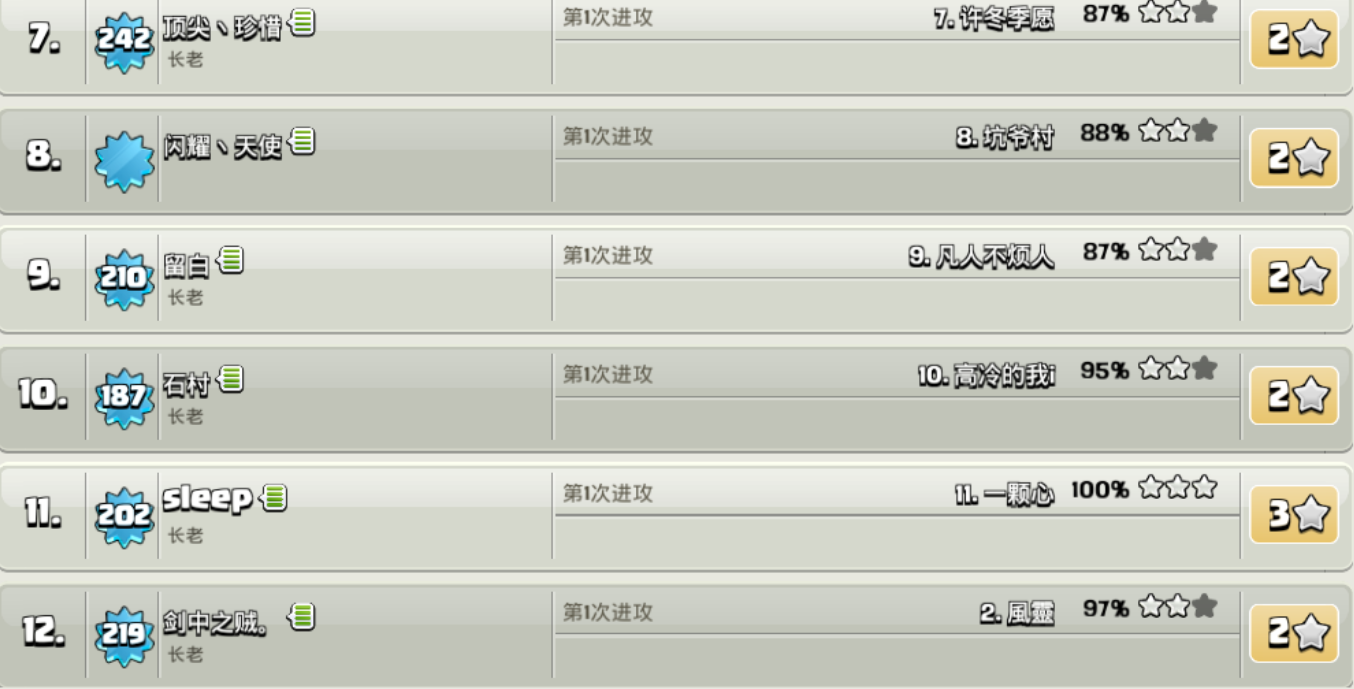 7. 242 顶尖丶珍惜 第1次进攻 7. 许冬季愿 87% 2
长老
8. 闪耀丶天使 第1次进攻 8. 坑爷村 88% 2
9. 210 留白 第1次进攻 9. 凡人不烦人 87% 2
长老
10. 187 石村 第1次进攻 10. 高冷的我i 95% 2
长老
11. 202 sleep 第1次进攻 11. 一颗心 100% 3
长老
12. 219 剑中之贼。 第1次进攻 2. 風靈 97% 2
长老